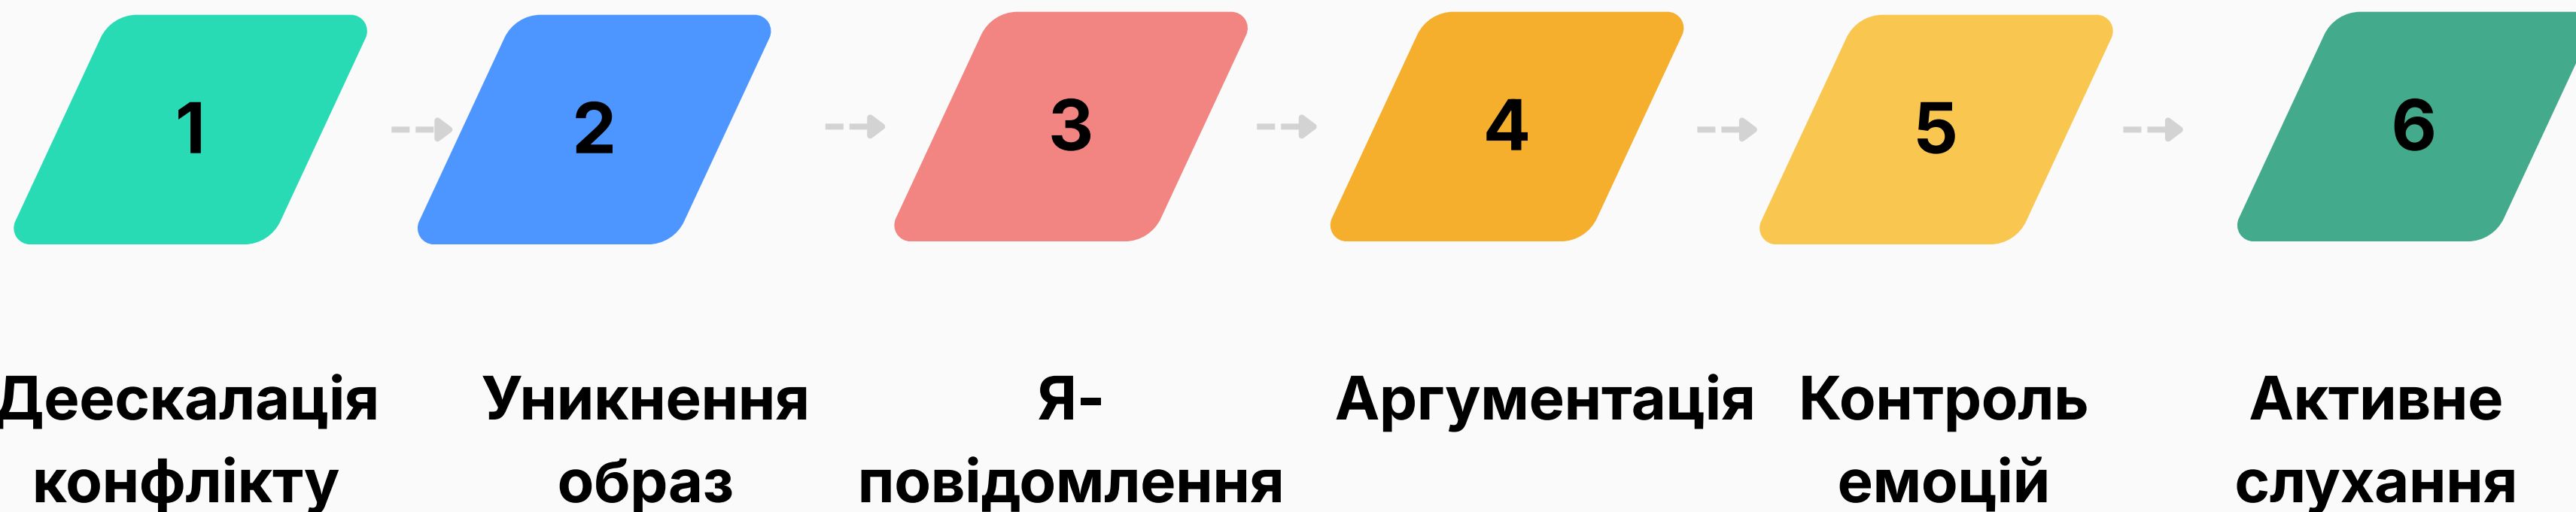 1
2
3
4
5
6
Деескалація
конфлікту
Уникнення
образ
Я-
повідомлення
Аргументація
Контроль
емоцій
Активне
слухання